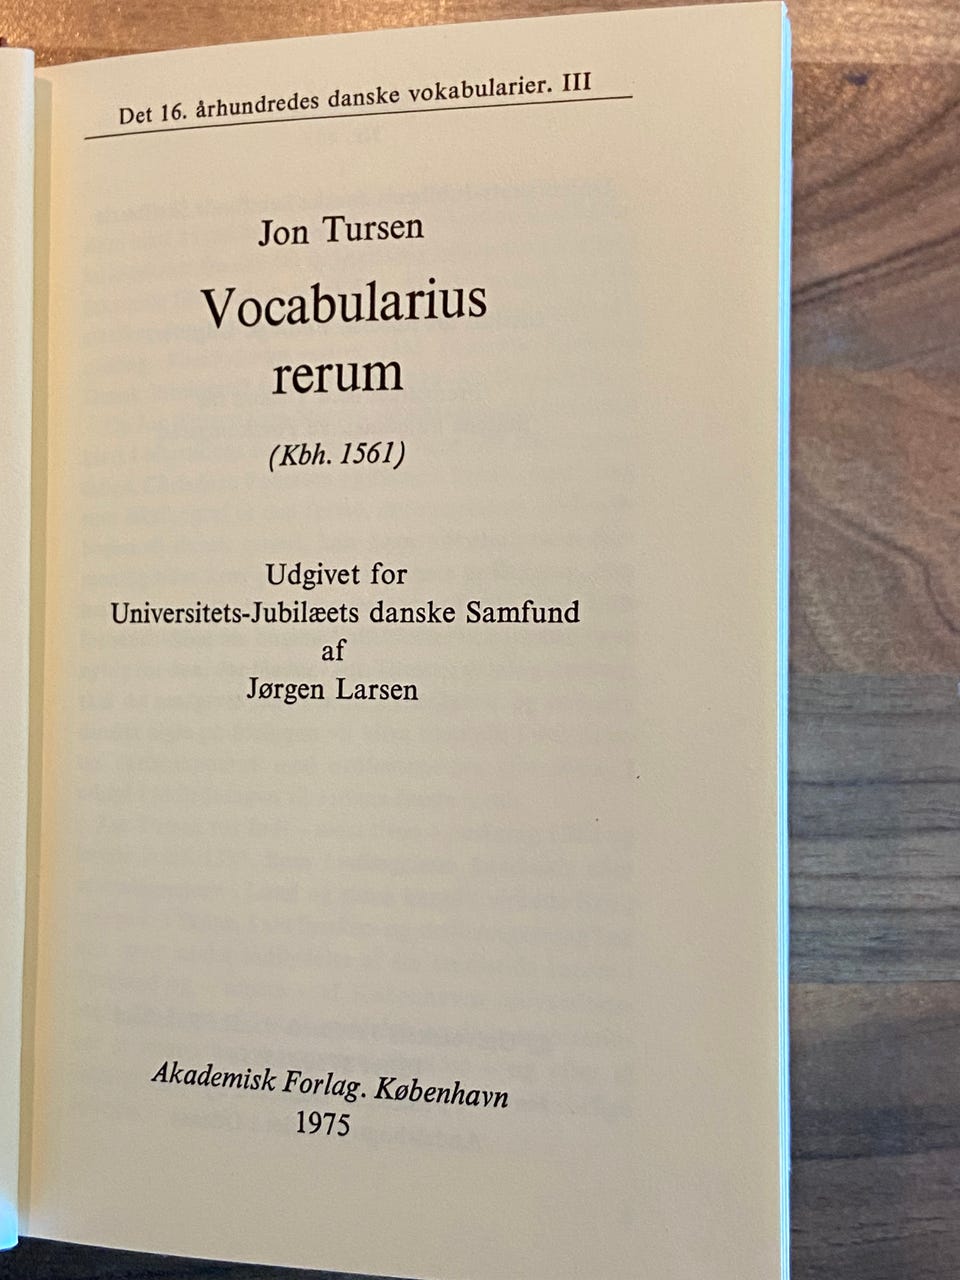 Det 16. århundredes danske vokabularier. III
Jon Tursen
Vocabularius
rerum
(Kbh. 1561)
Udgivet for
Universitets-Jubilæets danske Samfund
af
Jørgen Larsen
Akademisk Forlag. København
1975